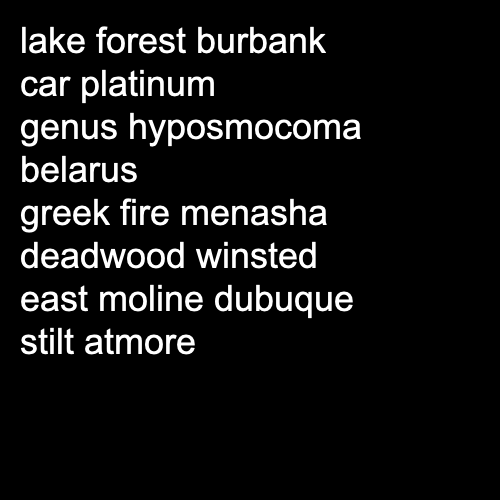 lake forest burbank
car platinum
genus hyposmocoma
belarus
greek fire menasha
deadwood winsted
east moline dubuque
stilt atmore